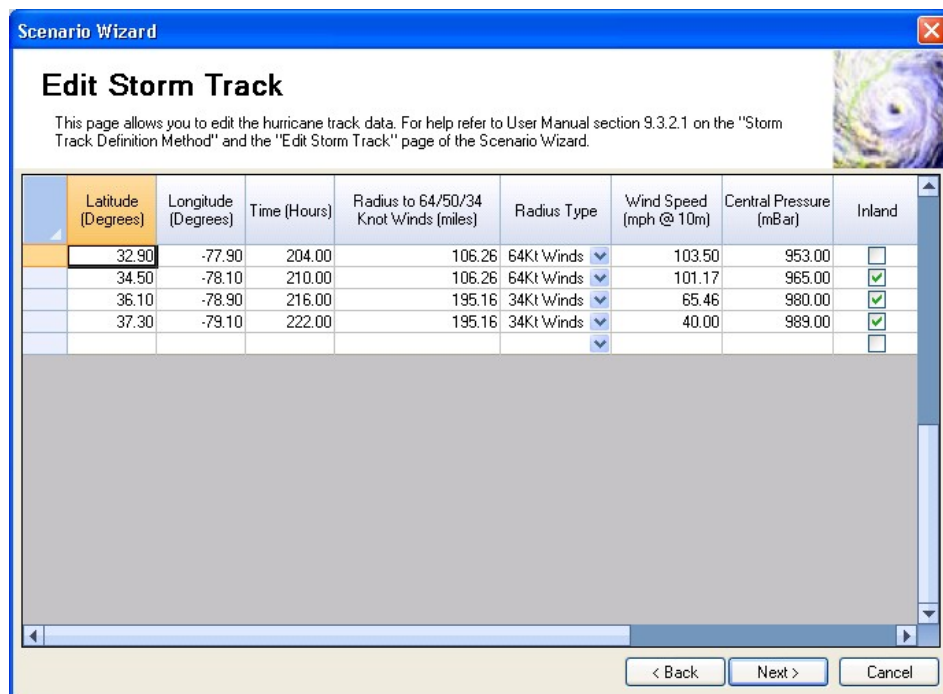 Scenario Wizard
Edit Storm Track
This page allows you to edit the hurricane track data. For help refer to User Manual section 9.3.2.1 on the "Storm
Track Definition Method" and the "Edit Storm Track" page of the Scenario Wizard.
Latitude (Degrees) Longitude (Degrees) Time (Hours) Radius to 64/50/34 Knot Winds (miles) Radius Type Wind Speed (mph @ 10m) Central Pressure (mBar) Inland
32.90 -77.90 204.00 106.26 64Kt Winds 103.50 953.00
34.50 -78.10 210.00 106.26 64Kt Winds 101.17 965.00
36.10 -78.90 216.00 195.16 34Kt Winds 65.46 980.00
37.30 -79.10 222.00 195.16 34Kt Winds 40.00 989.00
< Back Next > Cancel